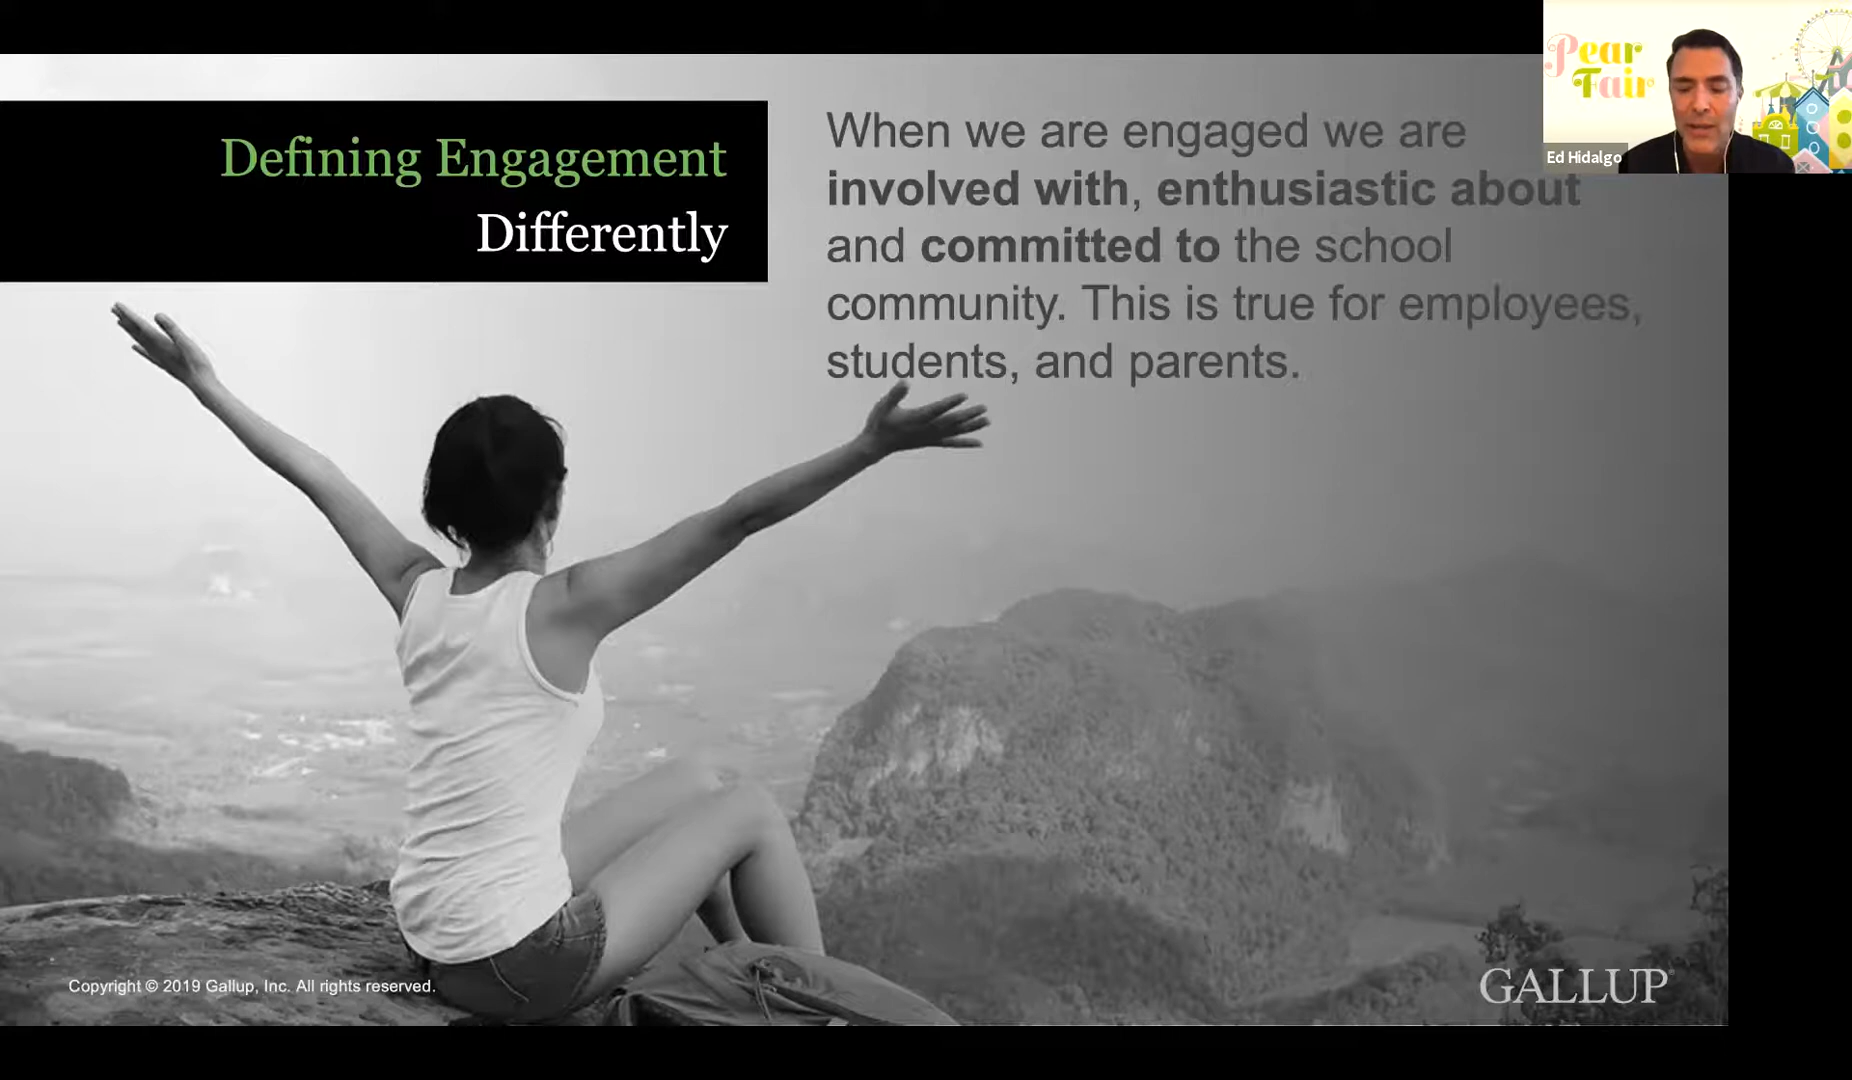 Defining Engagement
Differently
When we are engaged we are
involved with, enthusiastic about
and committed to the school
community. This is true for employees,
students, and parents.
Pear
Fair
Ed Hidalgo
Copyright © 2019 Gallup, Inc. All rights reserved.
GALLUP®